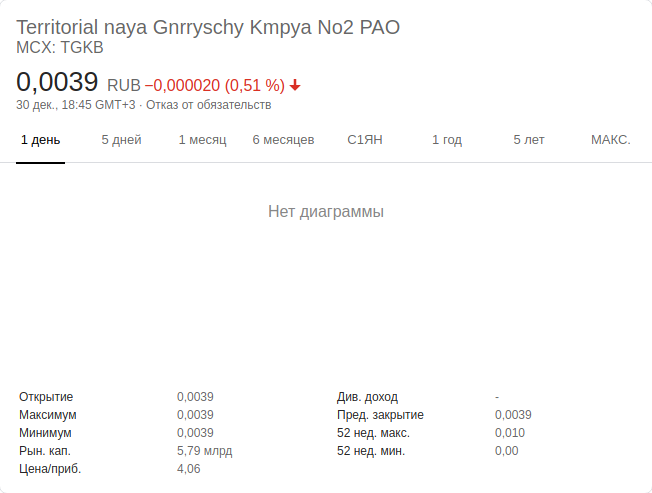 Territorial naya Gnrryschy Kmpya No2 PAO
MCX: TGKB
0,0039 RUB −0,000020 (0,51 %)
30 дек., 18:45 GMT+3 · Отказ от обязательств
1 день 5 дней 1 месяц 6 месяцев С1ЯН 1 год 5 лет МАКС.
Нет диаграммы
Открытие 0,0039 Див. доход -
Максимум 0,0039 Пред. закрытие 0,0039
Минимум 0,0039 52 нед. макс. 0,010
Рын. кап. 5,79 млрд 52 нед. мин. 0,00
Цена/приб. 4,06